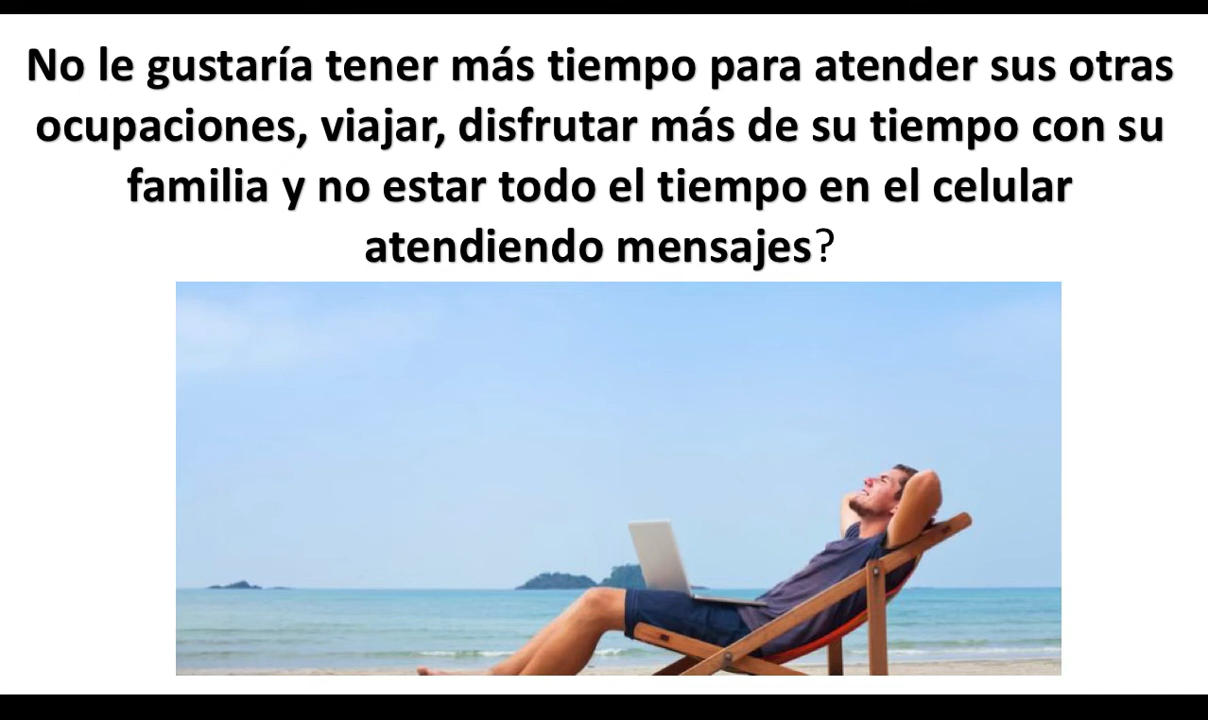 No le gustaría tener más tiempo para atender sus otras
ocupaciones, viajar, disfrutar más de su tiempo con su
familia y no estar todo el tiempo en el celular
atendiendo mensajes?